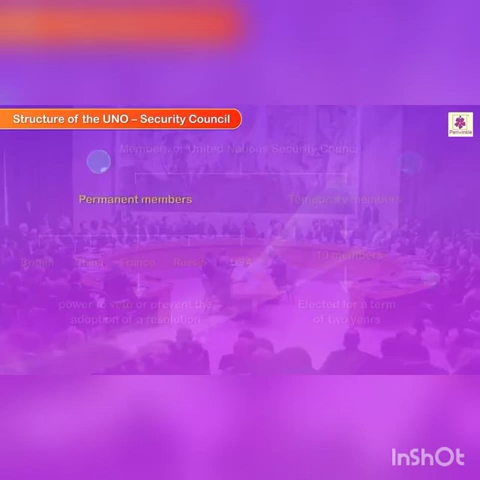 Structure of the UNO – Security Council
Periwinkle
Members of United Nations Security Council
Permanent members
Temporary members
China
France
Russia
10 members
power to veto or prevent the
adoption of a resolution
Elected for a term
of two years
InShOt